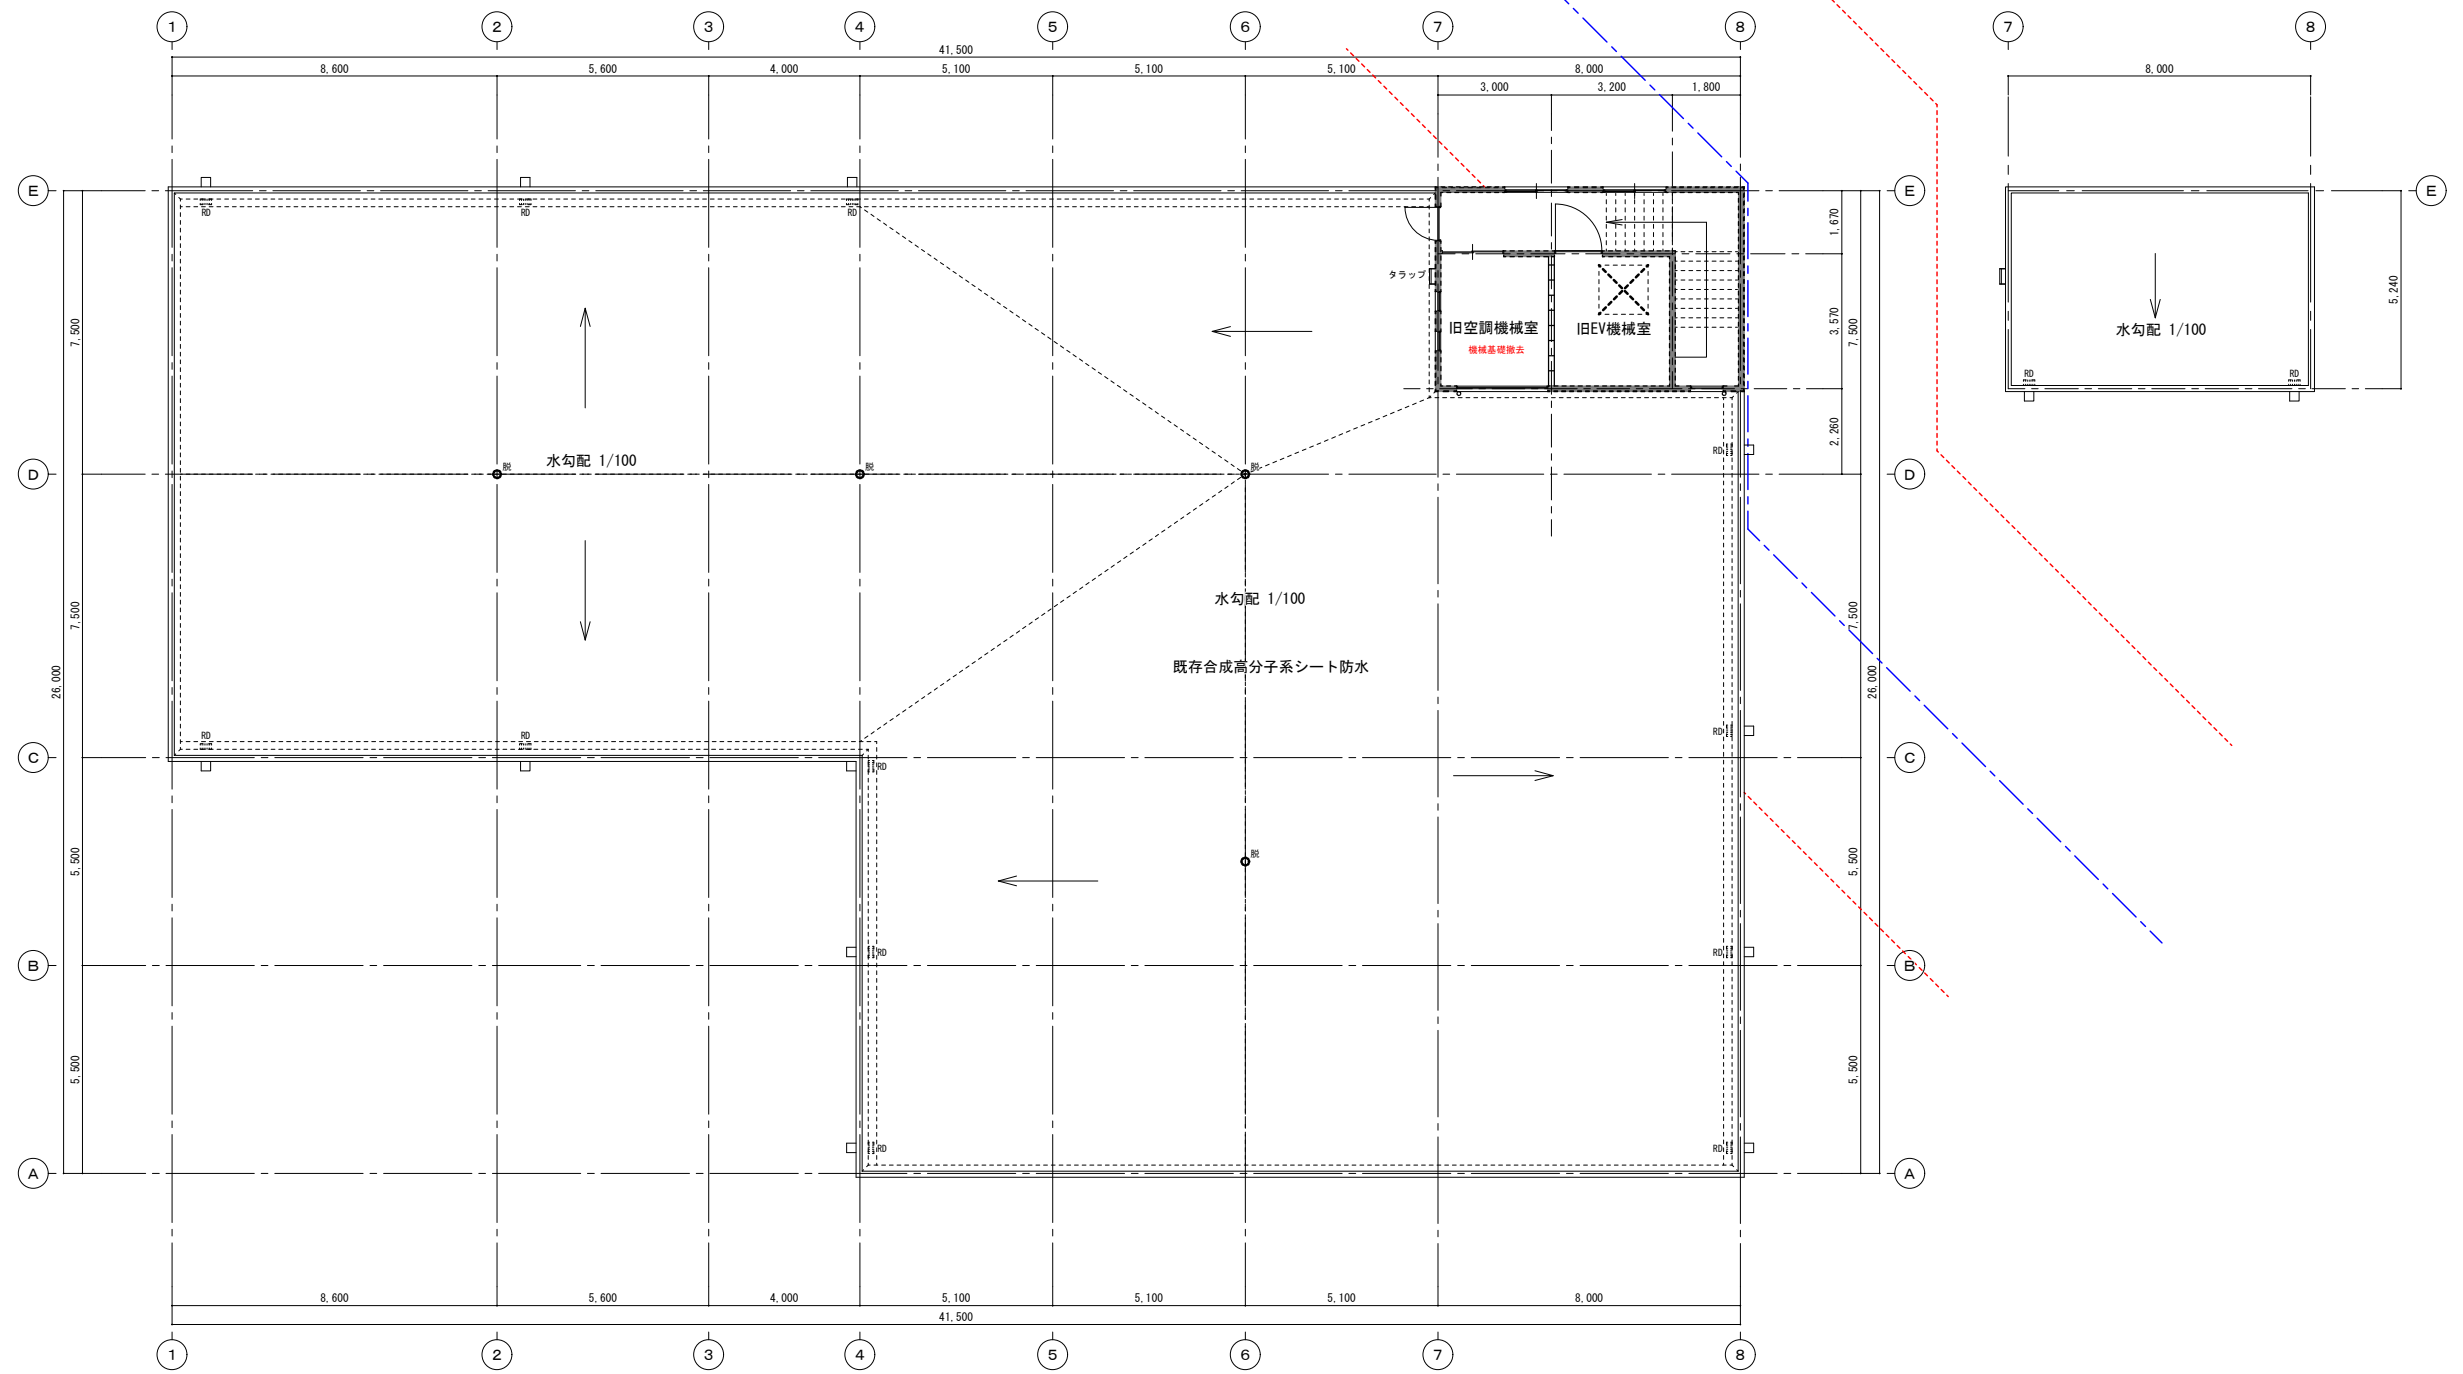 1 2 3 4 5 6 7 8 7 8
41,500
8,600 5,600 4,000 5,100 5,100 5,100 8,000 8,000
3,000 3,200 1,800
E E E
RD RD RD
1,670
タラップ
7,500 3,570 7,500 5,240
旧空調機械室 旧EV機械室 水勾配 1/100
機械基礎撤去
RD RD
2,260
水勾配 1/100 RD
D 脱 脱 脱 D
水勾配 1/100
7,500 7,500
既存合成高分子系シート防水
26,000 26,000
RD RD RD
C C
RD
脱
5,500 5,500
RD RD
B B
5,500 5,500
RD RD
A A
8,600 5,600 4,000 5,100 5,100 5,100 8,000
41,500
1 2 3 4 5 6 7 8